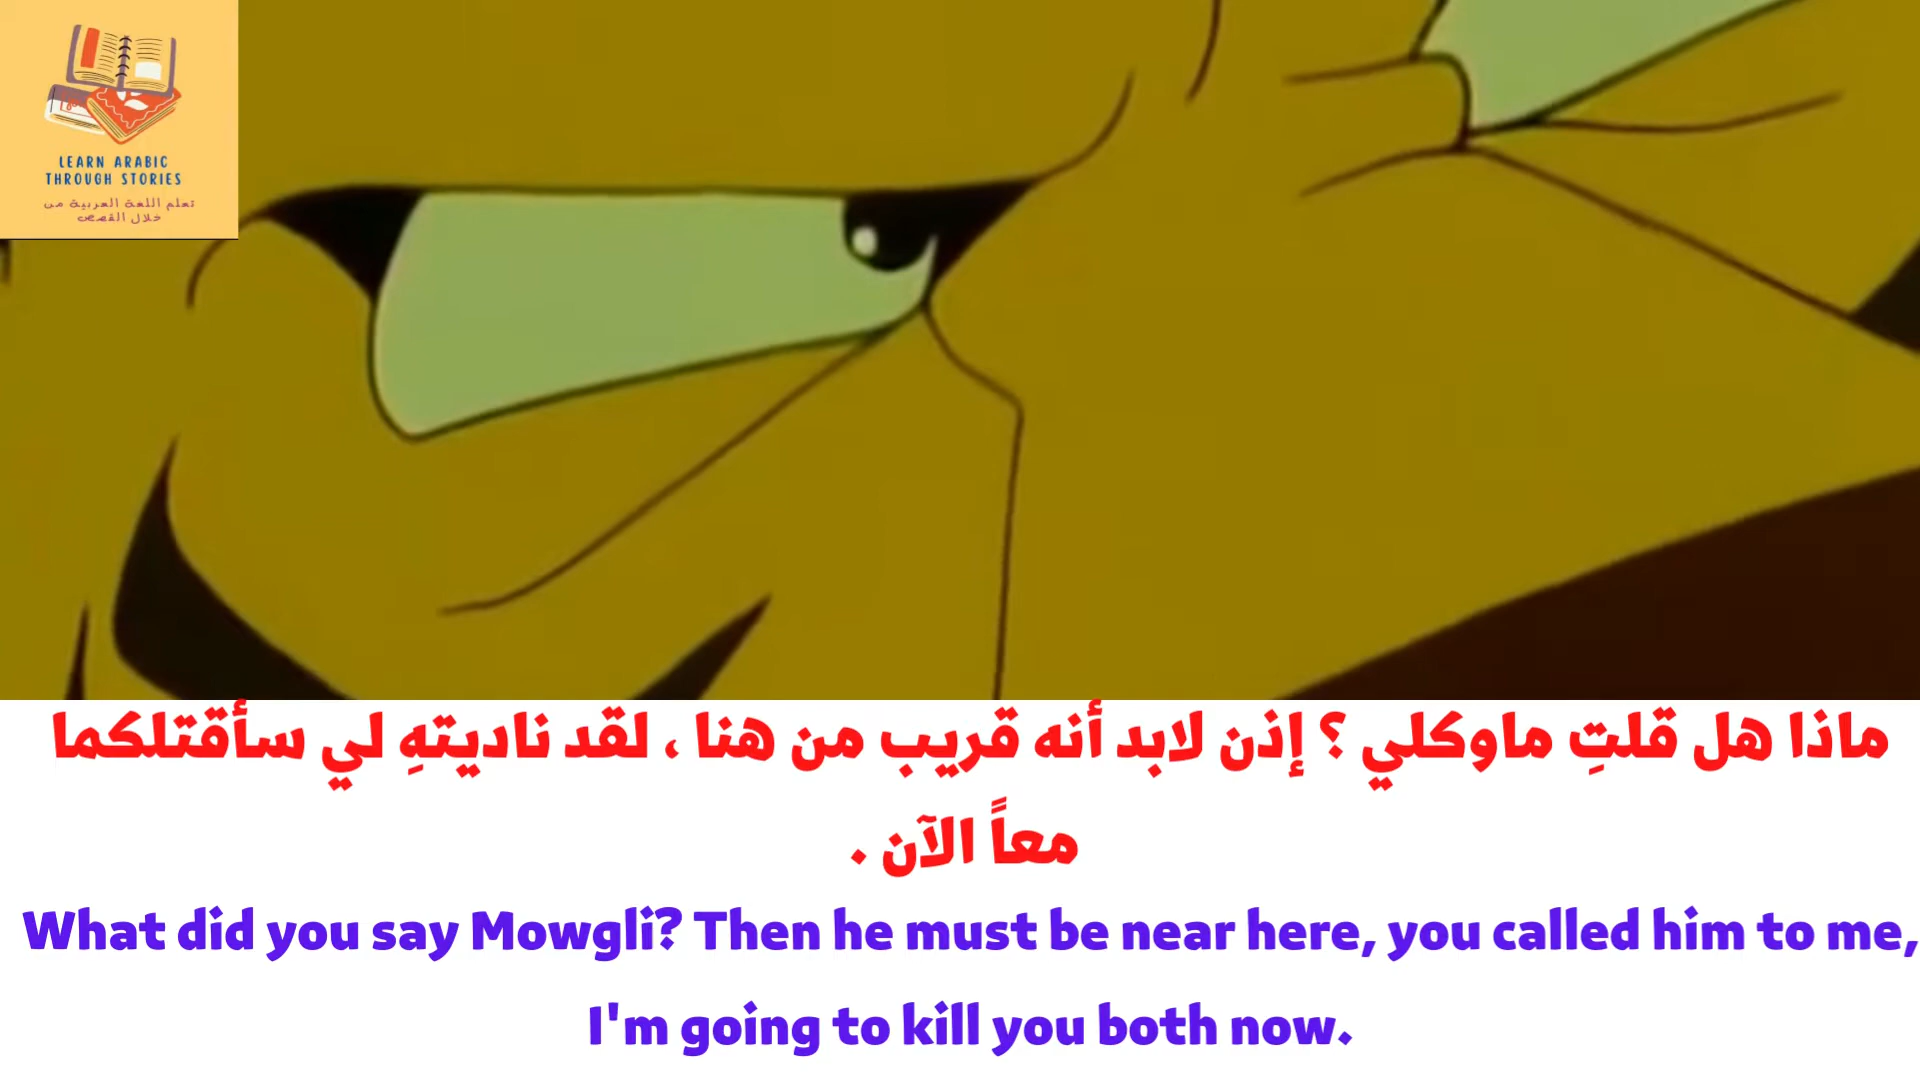 LEARN ARABIC
THROUGH STORIES
تعلم اللغة العربية من
خلال القصص
ماذا هل قلتِ ماوكلي ؟ إذن لابد أنه قريب من هنا ، لقد ناديتهِ لي سأقتلكما
معاً الآن .
What did you say Mowgli? Then he must be near here, you called him to me,
I'm going to kill you both now.